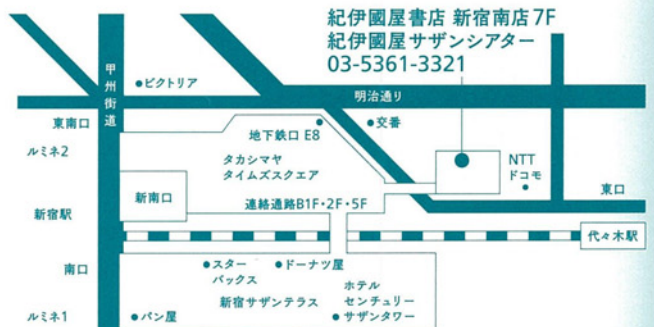 紀伊國屋書店 新宿南店7F
紀伊國屋サザンシアター
03-5361-3321
甲州街道
●ビクトリア
明治通り
東南口
地下鉄口 E8
●交番
ルミネ2
タカシマヤ
タイムズスクエア
NTT
ドコモ
新南口
東口
連絡通路B1F・2F・5F
新宿駅
代々木駅
南口
●スター
バックス
●ドーナツ屋
新宿サザンテラス
ホテル
センチュリー
サザンタワー
ルミネ1
●パン屋